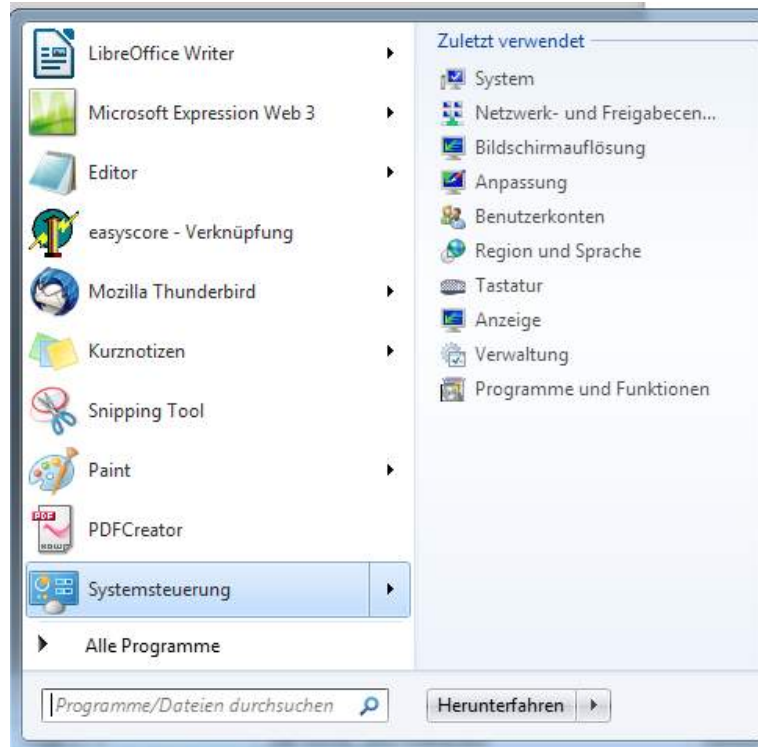 LibreOffice Writer
Microsoft Expression Web 3
Editor
easyscore - Verknüpfung
Mozilla Thunderbird
Kurznotizen
Snipping Tool
Paint
PDF
PDFCreator
Systemsteuerung
Alle Programme
Programme/Dateien durchsuchen
Zuletzt verwendet
System
Netzwerk- und Freigabecen...
Bildschirmauflösung
Anpassung
Benutzerkonten
Region und Sprache
Tastatur
Anzeige
Verwaltung
Programme und Funktionen
Herunterfahren